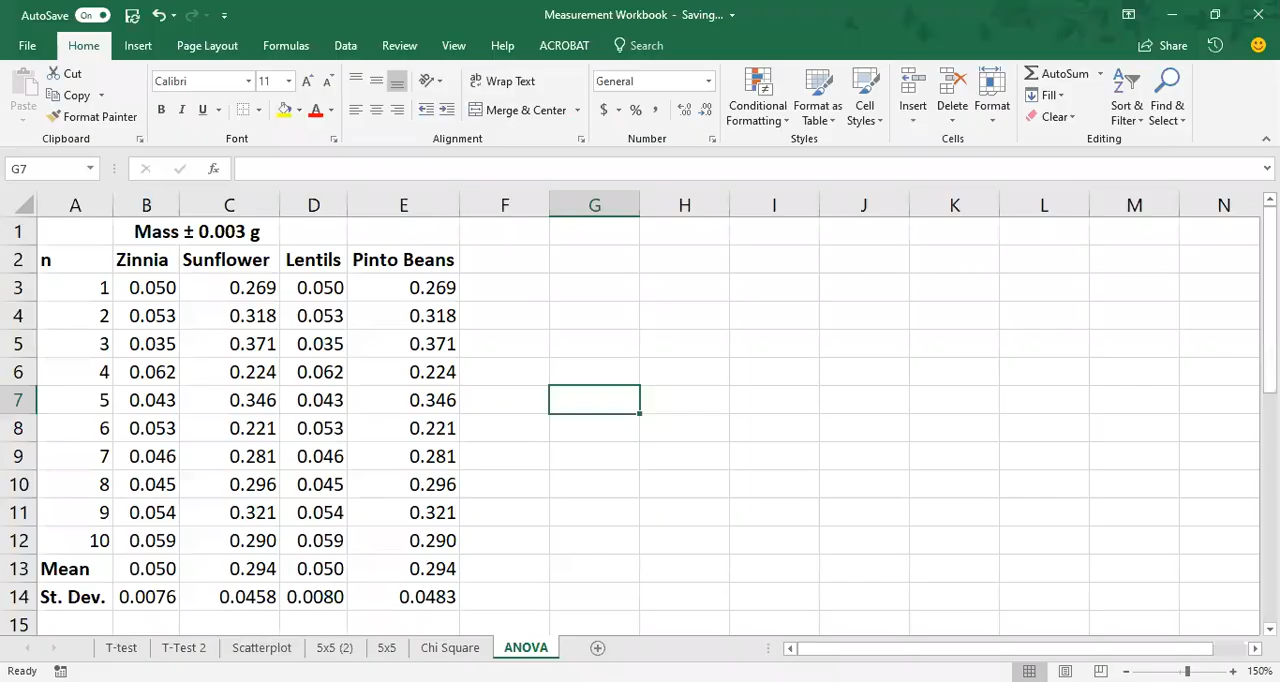 AutoSave On Measurement Workbook - Saving...
File Home Insert Page Layout Formulas Data Review View Help ACROBAT Search Share
Paste Cut Copy Format Painter Clipboard
Calibri 11 B I U A A A Font
ab Wrap Text Merge & Center Alignment
General $ % , Number
Conditional Formatting Format as Table Cell Styles Styles
Insert Delete Format Cells
AutoSum Fill Clear Sort & Filter Find & Select Editing
G7 fx
A B C D E F G H I J K L M N
1 Mass ± 0.003 g
2 n Zinnia Sunflower Lentils Pinto Beans
3 1 0.050 0.269 0.050 0.269
4 2 0.053 0.318 0.053 0.318
5 3 0.035 0.371 0.035 0.371
6 4 0.062 0.224 0.062 0.224
7 5 0.043 0.346 0.043 0.346
8 6 0.053 0.221 0.053 0.221
9 7 0.046 0.281 0.046 0.281
10 8 0.045 0.296 0.045 0.296
11 9 0.054 0.321 0.054 0.321
12 10 0.059 0.290 0.059 0.290
13 Mean 0.050 0.294 0.050 0.294
14 St. Dev. 0.0076 0.0458 0.0080 0.0483
15
T-test T-Test 2 Scatterplot 5x5 (2) 5x5 Chi Square ANOVA
Ready 150%